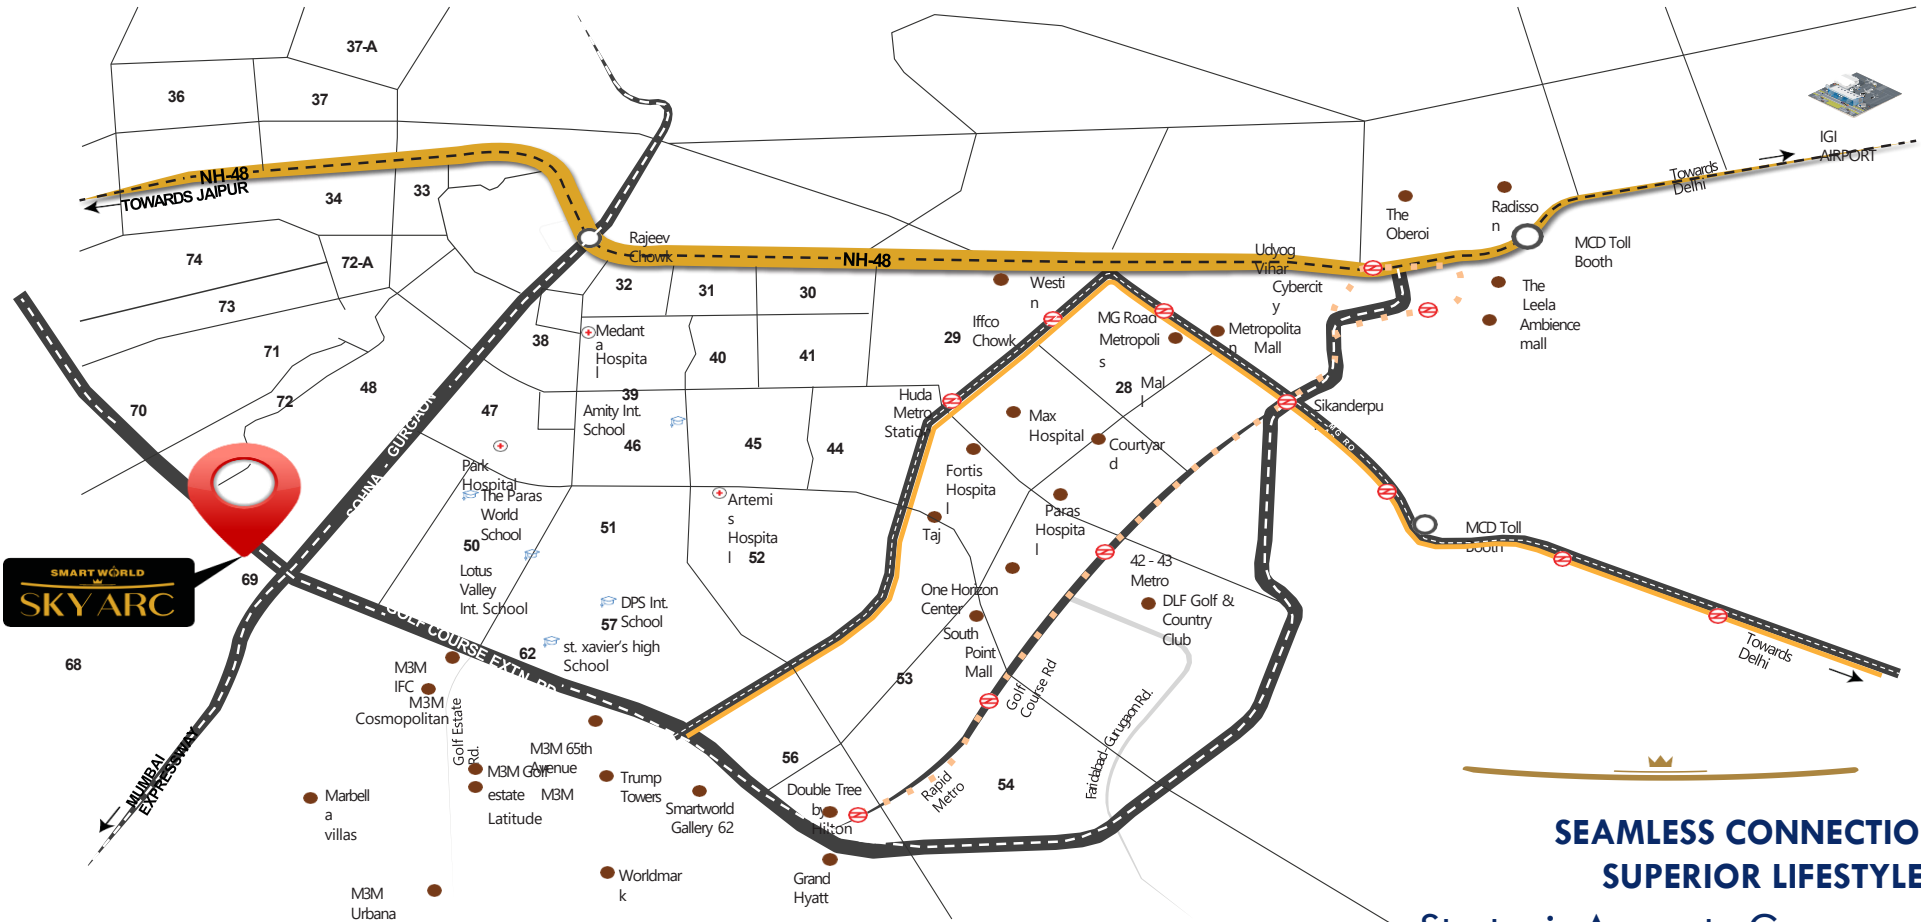 37-A
36
37
IGI
AIRPORT
NH-48
TOWARDS JAIPUR
34
33
Towards
Delhi
The
Oberoi
Radisso
n
MCD Toll
Booth
Rajeev
Chowk
NH-48
Udyog
Vihar
Cybercit
y
74
72-A
73
32
31
30
Westi
n
The
Leela
Ambience
mall
29
Iffco
Chowk
MG Road
Metropoli
s
Mal
l
Metropolita
n
Mall
38
Medant
a
Hospita
l
40
41
71
48
39
28
70
72
47
Amity Int.
School
46
45
44
Huda
Metro
Statio
Max
Hospital
Courtyar
d
Sikanderpu
MG Ro
SOHNA - GURGAON
Park
Hospital
The Paras
World
School
Fortis
Hospita
l
Artemi
s
Hospita
l
52
51
50
Taj
Paras
Hospita
l
MCD Toll
Booth
SMARTWORLD
SKY ARC
69
Lotus
Valley
Int. School
42 - 43
Metro
DLF Golf &
Country
Club
One Horizon
Center
DPS Int.
School
57
GOLF COURSE EXTN. RD
62
st. xavier's high
School
South
Point
Mall
Towards
Delhi
68
M3M
IFC
M3M
Cosmopolitan
53
Golf
Course Rd
Golf Estate
Rd.
Faridabad-Gurugaon Rd.
MUMBAI
EXPRESSWAY
M3M 65th
Avenue
56
54
M3M Golf
estate
M3M
Latitude
Trump
Towers
Smartworld
Gallery 62
Double Tree
by
Hilton
Rapid
Metro
Marbell
a
villas
Worldmar
k
Grand
Hyatt
M3M
Urbana
SEAMLESS CONNECTIO
SUPERIOR LIFESTYLE